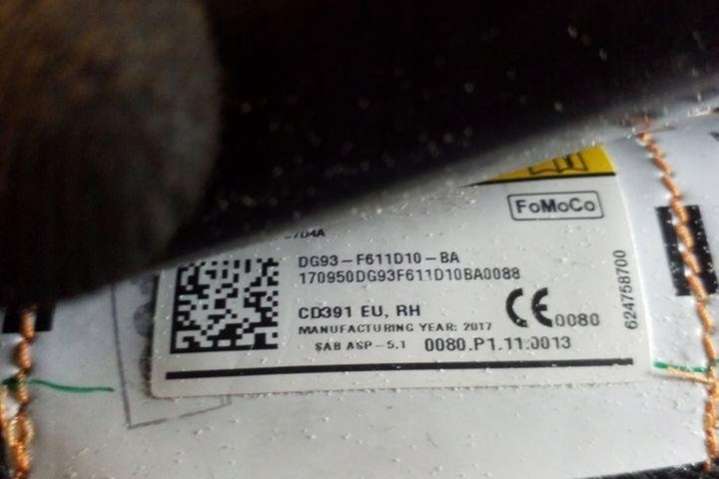 FoMoCo
DG93-F611D10-BA
170950DG93F611D10BA0088
CD391 EU, RH
CE 0080
MANUFACTURING YEAR: 2017
SAB ASP-5.1 0080.P1.11.0013
624758700